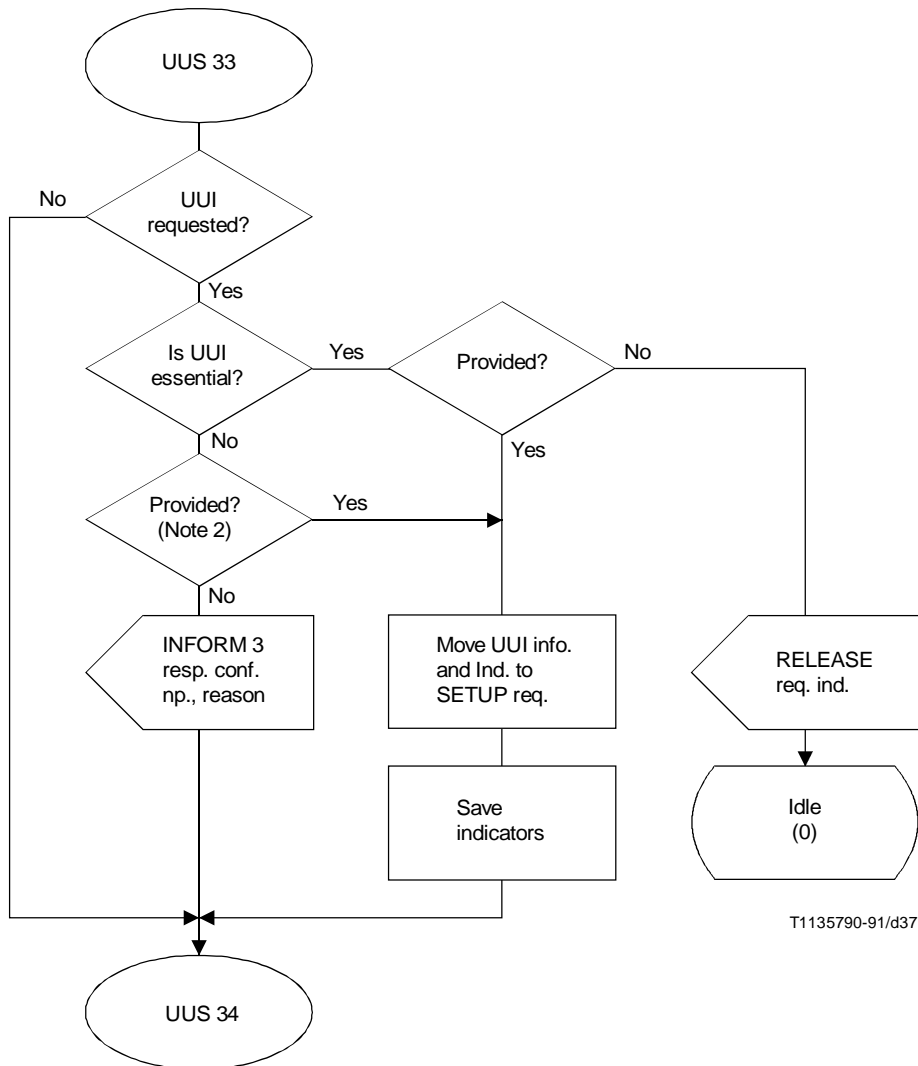 UUS 33
No
UUI
requested?
Yes
Is UUI
essential?
Yes
Provided?
No
No
Yes
Provided?
(Note 2)
Yes
No
INFORM 3
resp. conf.
np., reason
Move UUI info.
and Ind. to
SETUP req.
RELEASE
req. ind.
Save
indicators
Idle
(0)
T1135790-91/d37
UUS 34